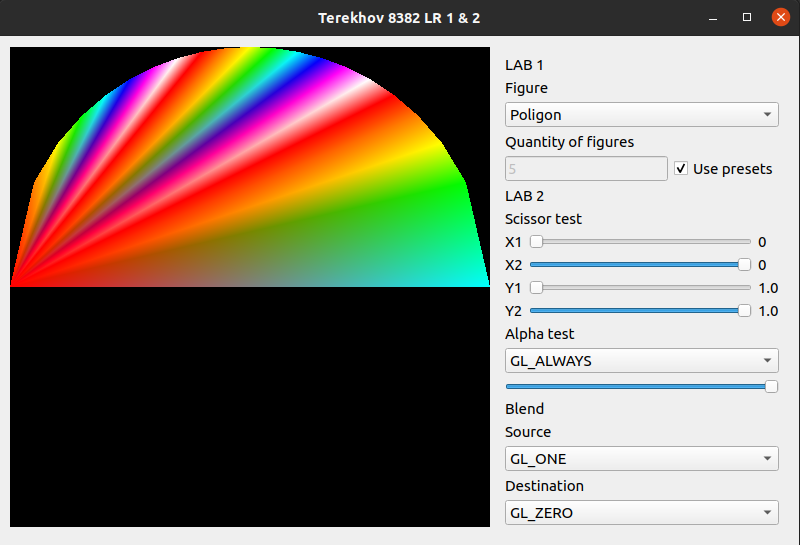 Terekhov 8382 LR 1 & 2
LAB 1
Figure
Poligon
Quantity of figures
5 Use presets
LAB 2
Scissor test
X1 0
X2 0
Y1 1.0
Y2 1.0
Alpha test
GL_ALWAYS
Blend
Source
GL_ONE
Destination
GL_ZERO